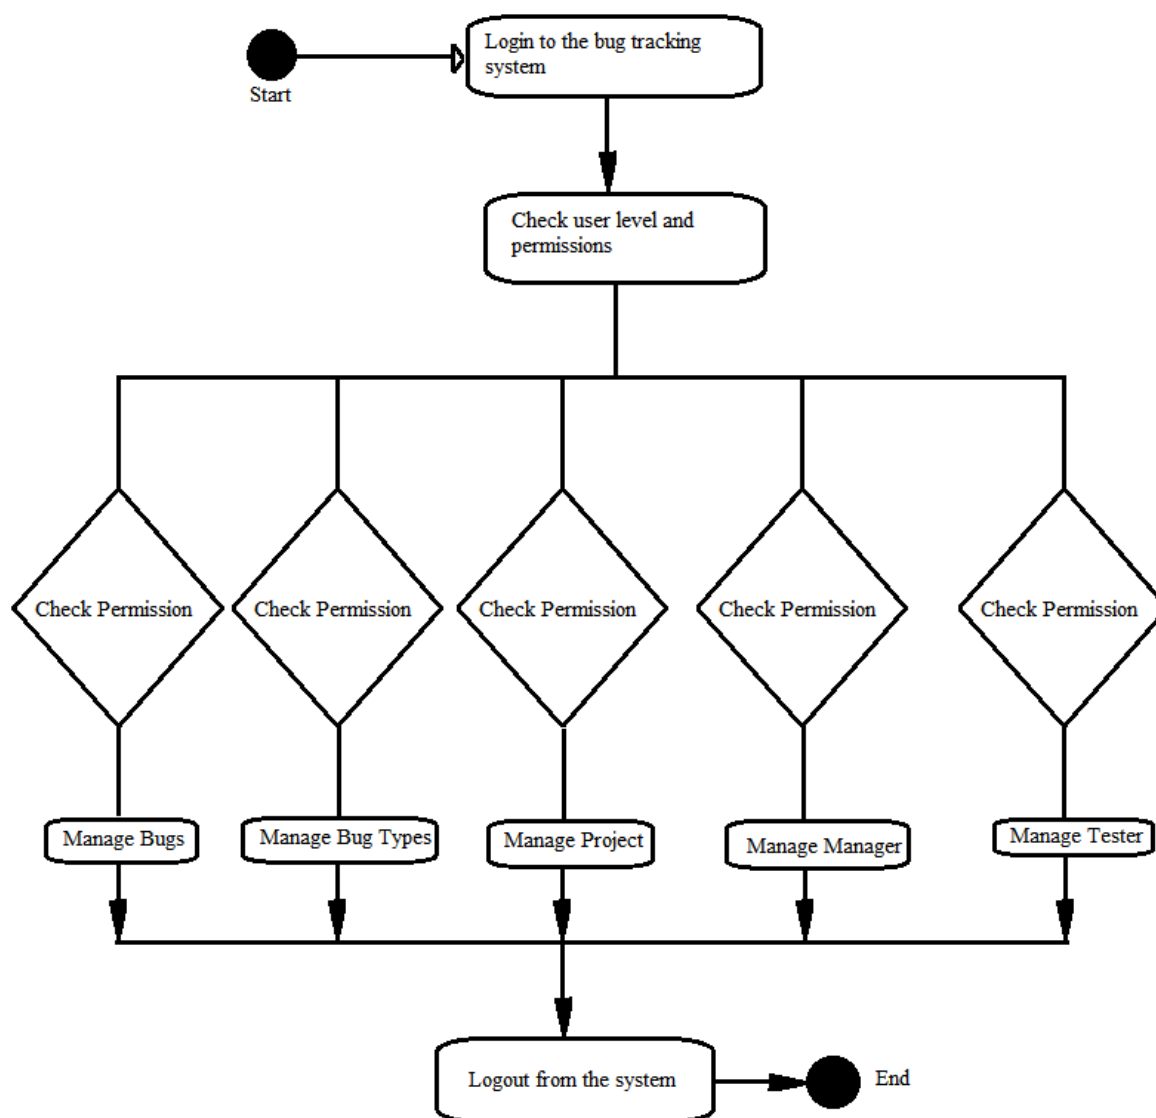 Login to the bug tracking
system
Start
Check user level and
permissions
Check Permission
Check Permission
Check Permission
Check Permission
Check Permission
Manage Bugs
Manage Bug Types
Manage Project
Manage Manager
Manage Tester
Logout from the system
End